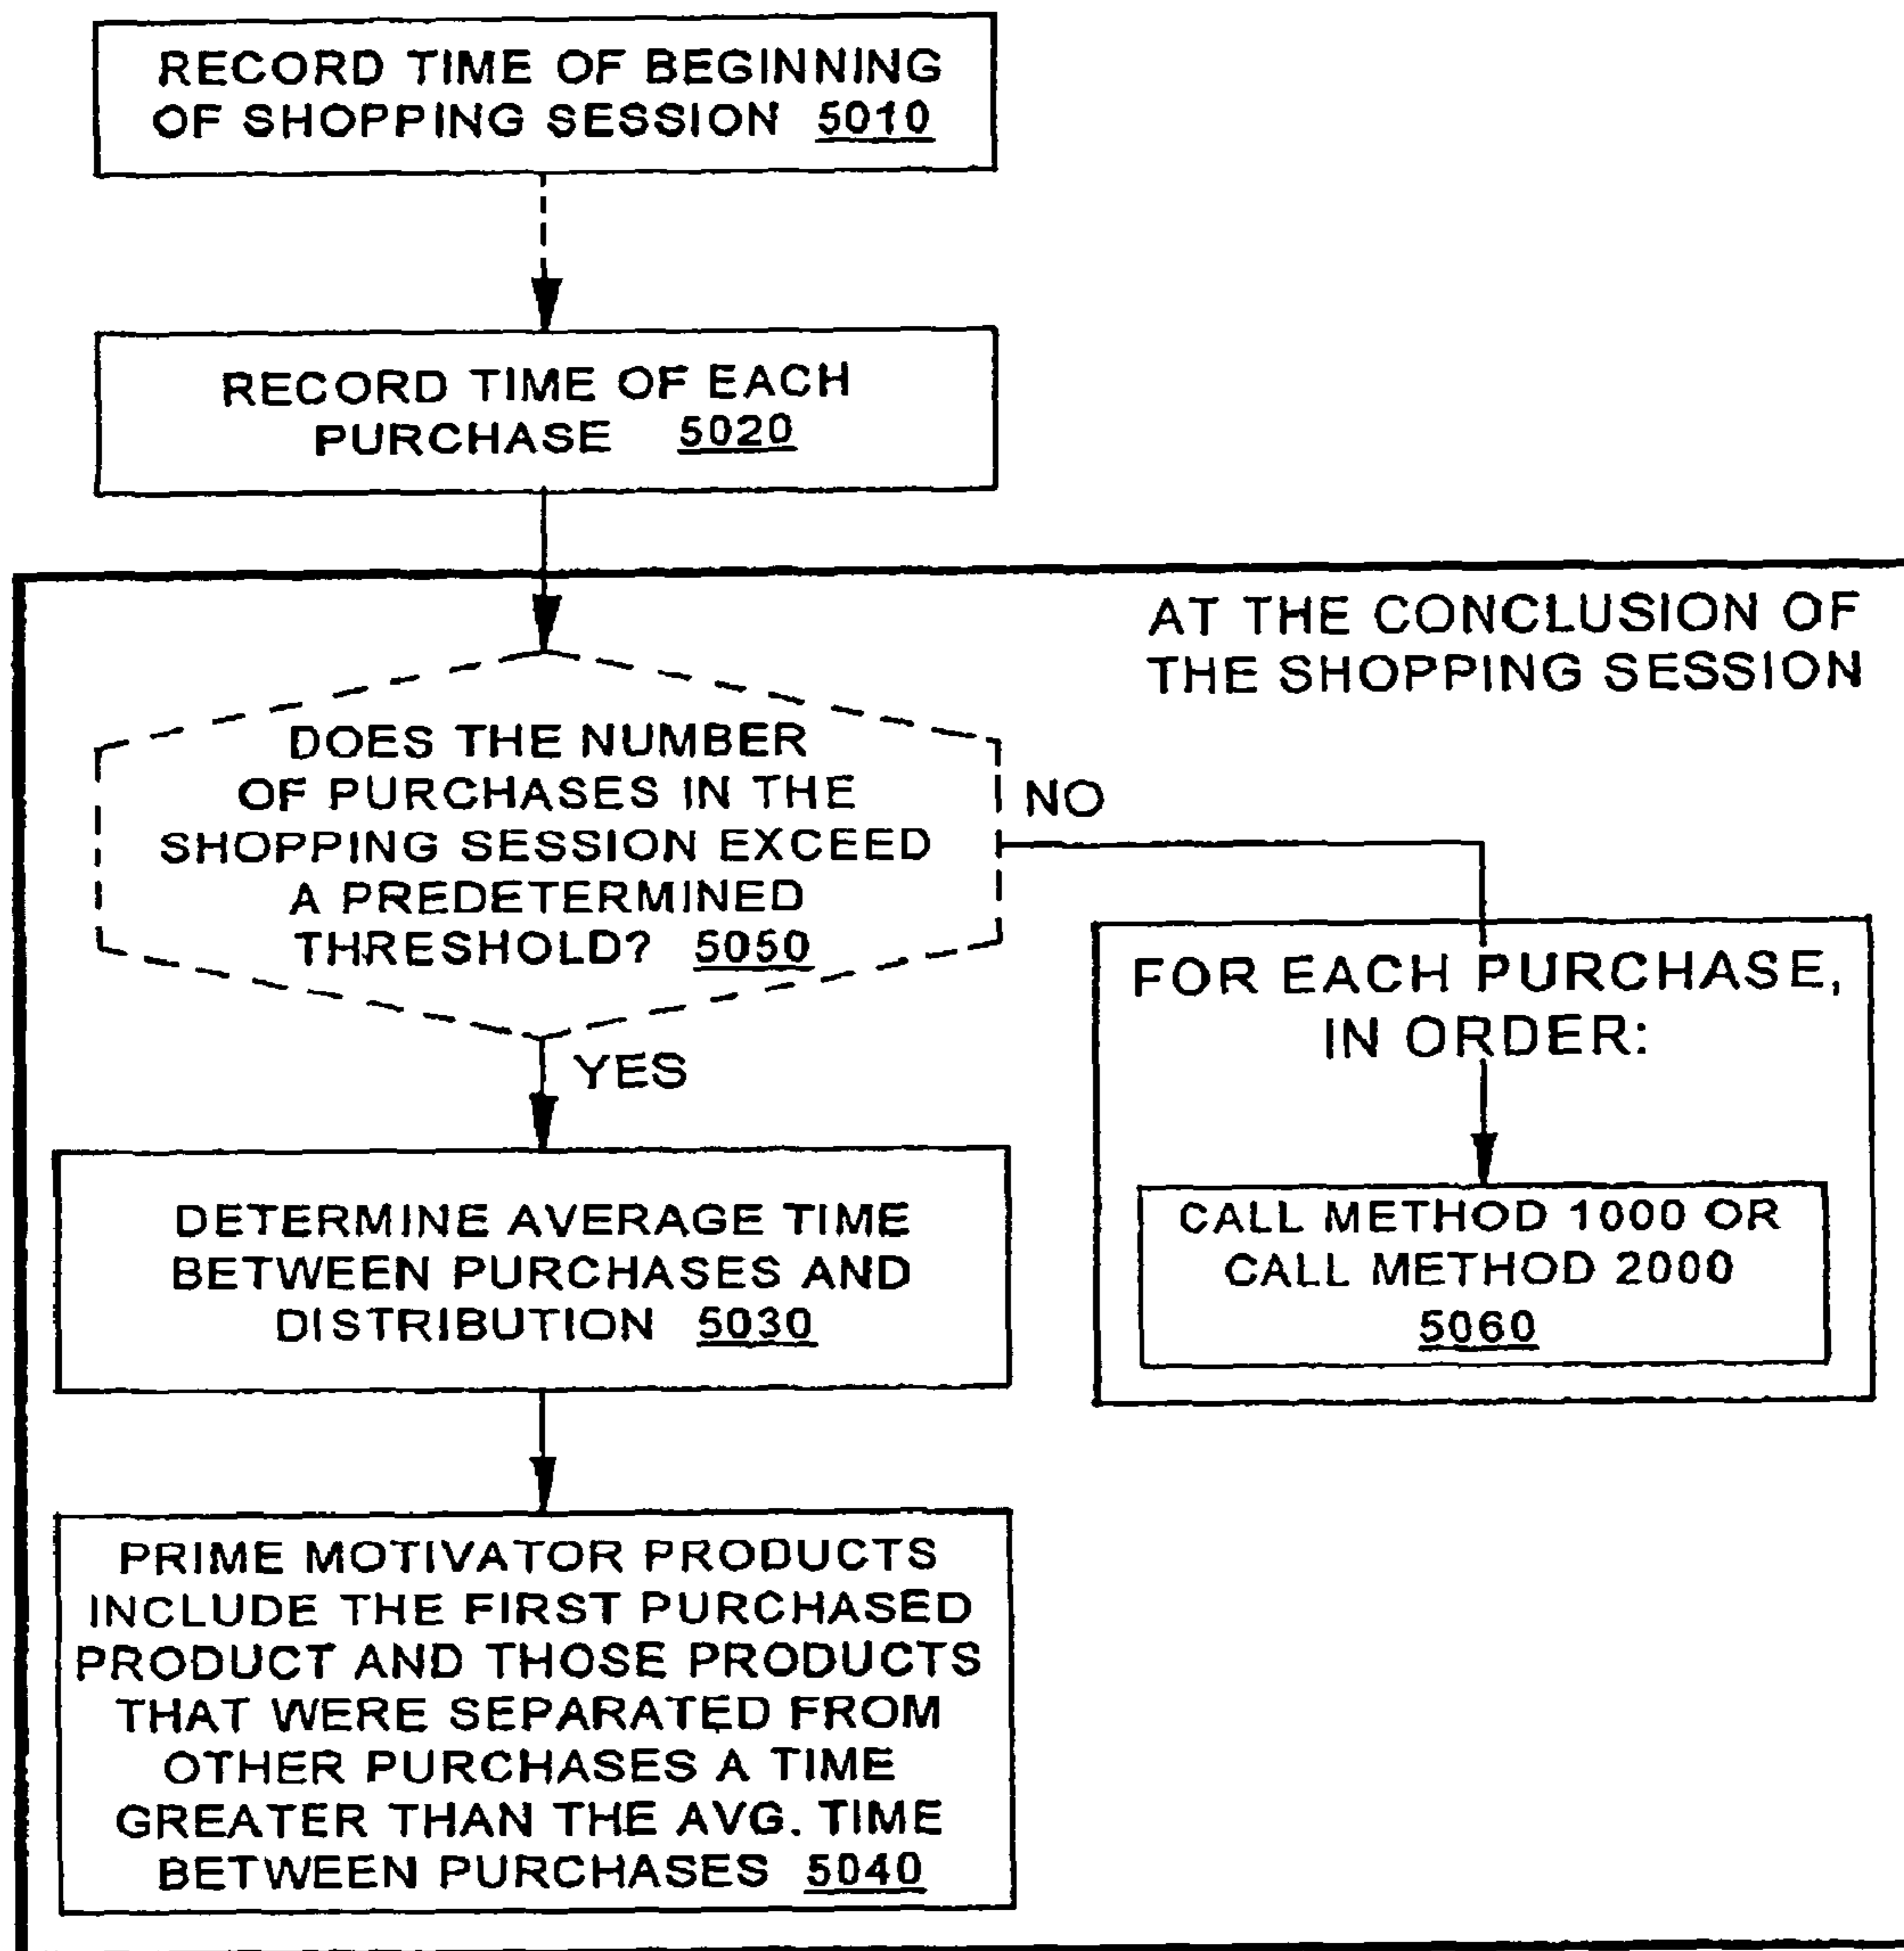 RECORD TIME OF BEGINNING
OF SHOPPING SESSION 5010
RECORD TIME OF EACH
PURCHASE 5020
AT THE CONCLUSION OF
THE SHOPPING SESSION
DOES THE NUMBER
OF PURCHASES IN THE
SHOPPING SESSION EXCEED
A PREDETERMINED
THRESHOLD? 5050
NO
YES
FOR EACH PURCHASE,
IN ORDER:
CALL METHOD 1000 OR
CALL METHOD 2000
5060
DETERMINE AVERAGE TIME
BETWEEN PURCHASES AND
DISTRIBUTION 5030
PRIME MOTIVATOR PRODUCTS
INCLUDE THE FIRST PURCHASED
PRODUCT AND THOSE PRODUCTS
THAT WERE SEPARATED FROM
OTHER PURCHASES A TIME
GREATER THAN THE AVG. TIME
BETWEEN PURCHASES 5040